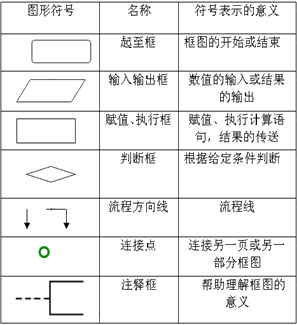 图形符号 名称 符号表示的意义
起至框 框图的开始或结束
输入输出框 数值的输入或结果
的输出
赋值、执行框 赋值、执行计算语
句，结果的传送
判断框 根据给定条件判断
流程方向线 流程线
连接点 连接另一页或另一
部分框图
注释框 帮助理解框图的
意义